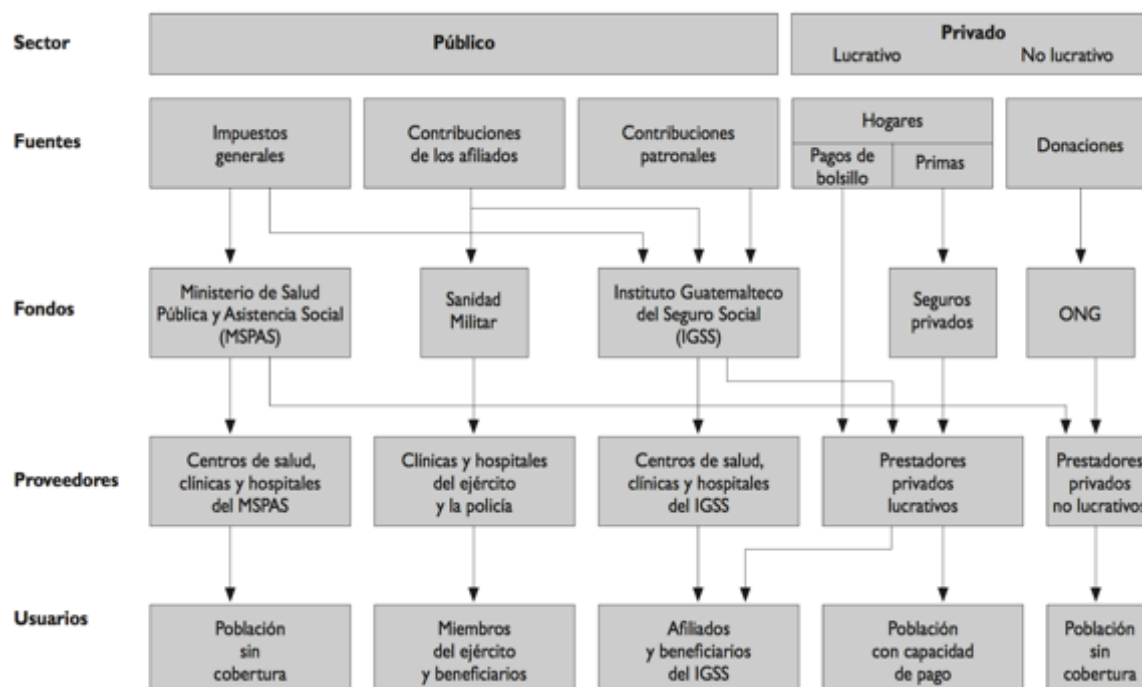 Sector
Público
Privado
Lucrativo
No lucrativo
Fuentes
Impuestos
generales
Contribuciones
de los afiliados
Contribuciones
patronales
Hogares
Pagos de
bolsillo
Primas
Donaciones
Fondos
Ministerio de Salud
Pública y Asistencia Social
(MSPAS)
Sanidad
Militar
Instituto Guatemalteco
del Seguro Social
(IGSS)
Seguros
privados
ONG
Proveedores
Centros de salud,
clínicas y hospitales
del MSPAS
Clínicas y hospitales
del ejército
y la policía
Centros de salud,
clínicas y hospitales
del IGSS
Prestadores
privados
lucrativos
Prestadores
privados
no lucrativos
Usuarios
Población
sin
cobertura
Miembros
del ejército
y beneficiarios
Afiliados
y beneficiarios
del IGSS
Población
con capacidad
de pago
Población
sin
cobertura